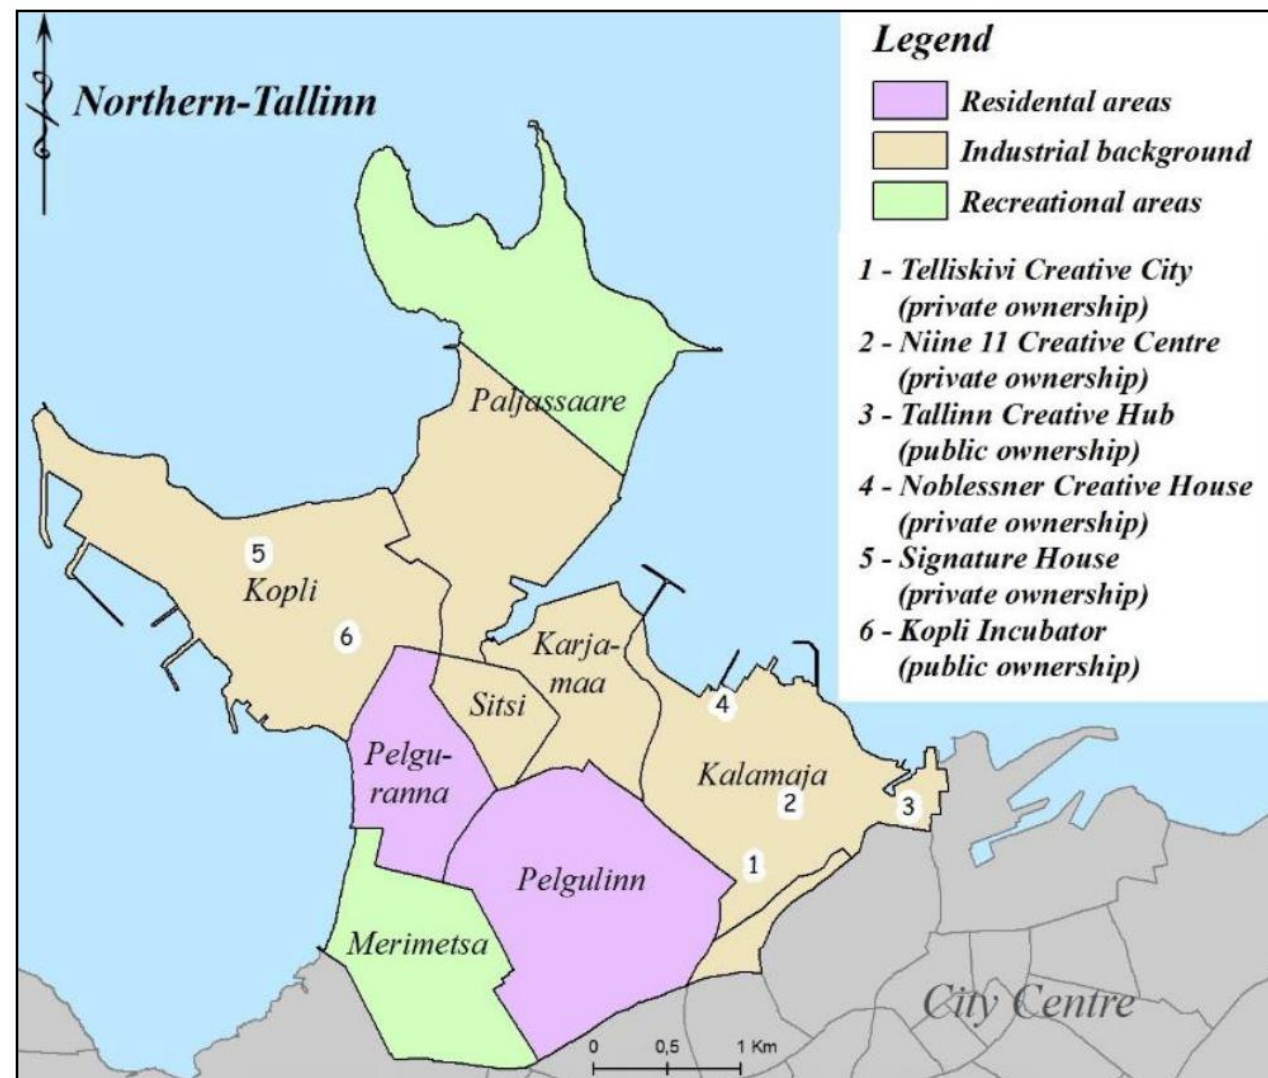 Northern-Tallinn
Legend
Residental areas
Industrial background
Recreational areas
1 - Telliskivi Creative City
(private ownership)
2 - Niine 11 Creative Centre
(private ownership)
3 - Tallinn Creative Hub
(public ownership)
4 - Noblessner Creative House
(private ownership)
5 - Signature House
(private ownership)
6 - Kopli Incubator
(public ownership)
Paljassaare
5
Kopli
6
Karja-
maa
Sitsi
4
Pelgu-
ranna
Kalamaja
2
3
1
Pelgulinn
Merimetsa
City Centre
0 0,5 1 Km